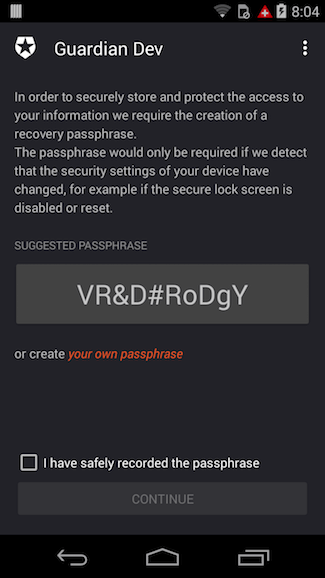 8:04
Guardian Dev
In order to securely store and protect the access to
your information we require the creation of a
recovery passphrase.
The passphrase would only be required if we detect
that the security settings of your device have
changed, for example if the secure lock screen is
disabled or reset.
SUGGESTED PASSPHRASE
VR&D#RoDgY
or create your own passphrase
I have safely recorded the passphrase
CONTINUE